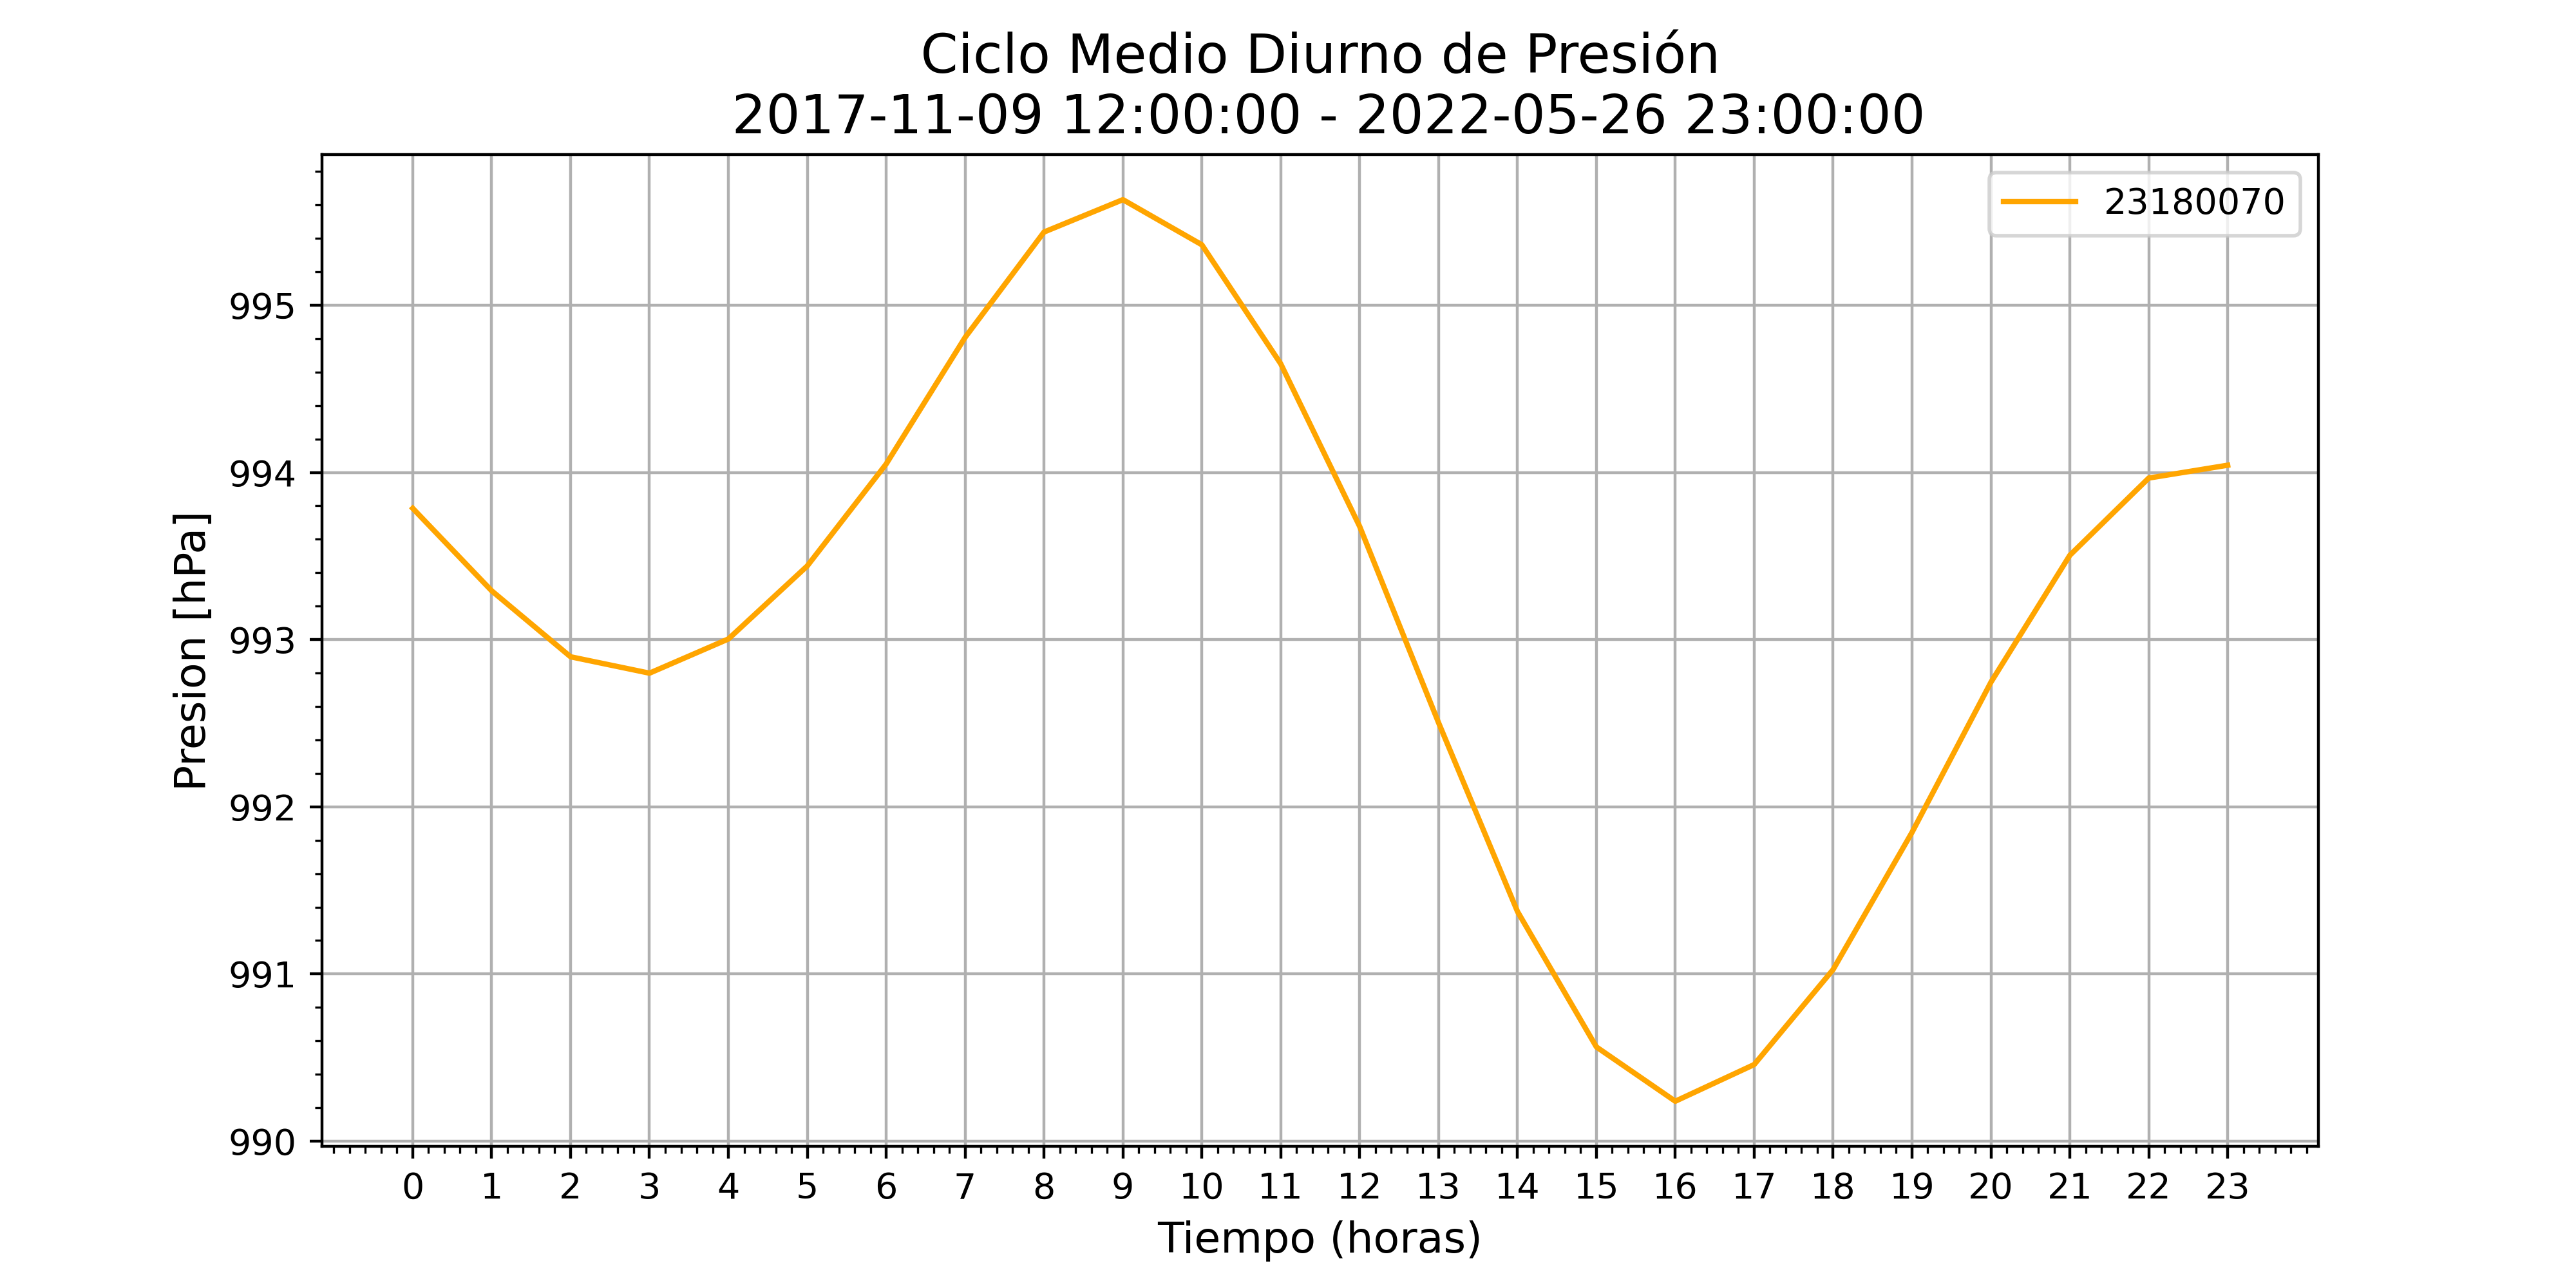 Ciclo Medio Diurno de Presión
2017-11-09 12:00:00 - 2022-05-26 23:00:00
23180070
Presion [hPa]
995
994
993
992
991
990
0 1 2 3 4 5 6 7 8 9 10 11 12 13 14 15 16 17 18 19 20 21 22 23
Tiempo (horas)